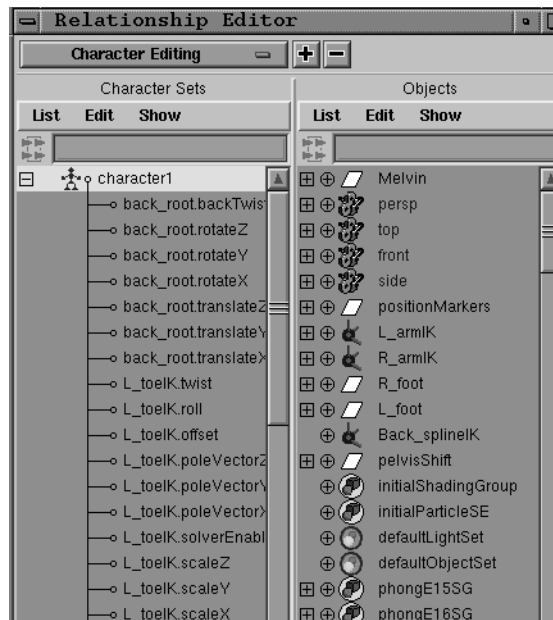 Relationship Editor
Character Editing
Character Sets
List Edit Show
character1
back_root.backTwis
back_root.rotateZ
back_root.rotateY
back_root.rotateX
back_root.translateZ
back_root.translateY
back_root.translateX
L_toeIK.twist
L_toeIK.roll
L_toeIK.offset
L_toeIK.poleVectorZ
L_toeIK.poleVectorY
L_toeIK.poleVectorX
L_toeIK.solverEnabl
L_toeIK.scaleZ
L_toeIK.scaleY
L_toeIK.scaleX
Objects
List Edit Show
Melvin
persp
top
front
side
positionMarkers
L_armIK
R_armIK
R_foot
L_foot
Back_splineIK
pelvisShift
initialShadingGroup
initialParticleSE
defaultLightSet
defaultObjectSet
phongE15SG
phongE16SG